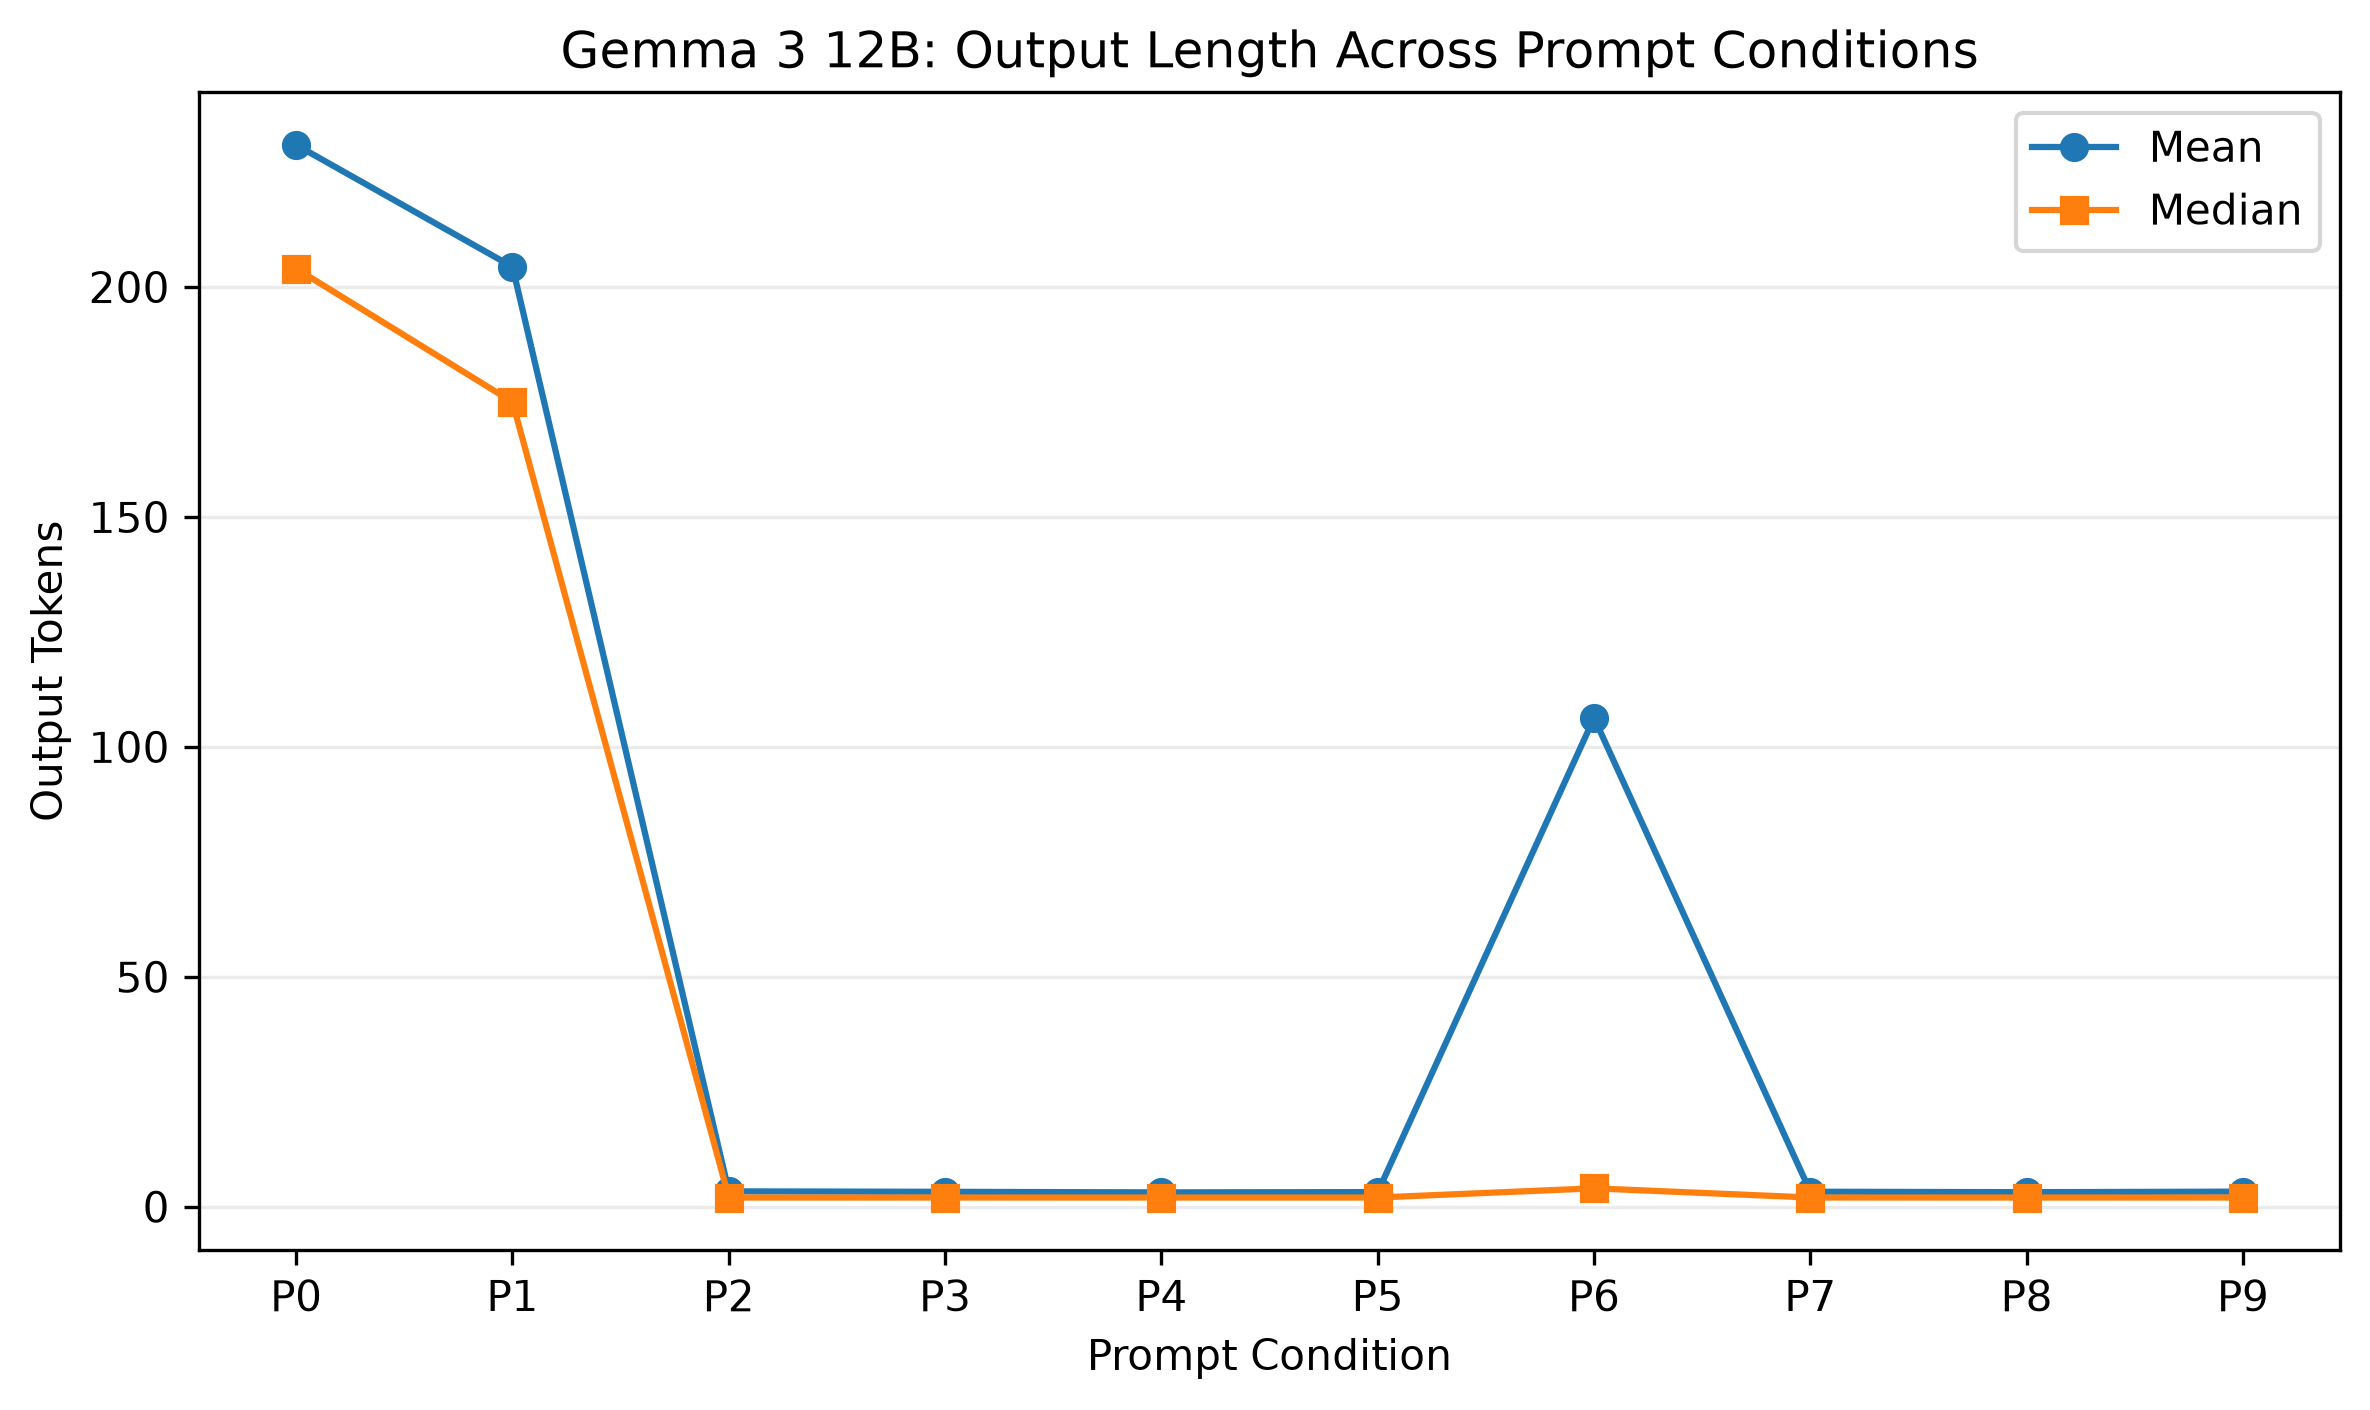 Gemma 3 12B: Output Length Across Prompt Conditions
Mean
Median
Output Tokens
200
150
100
50
0
P0 P1 P2 P3 P4 P5 P6 P7 P8 P9
Prompt Condition